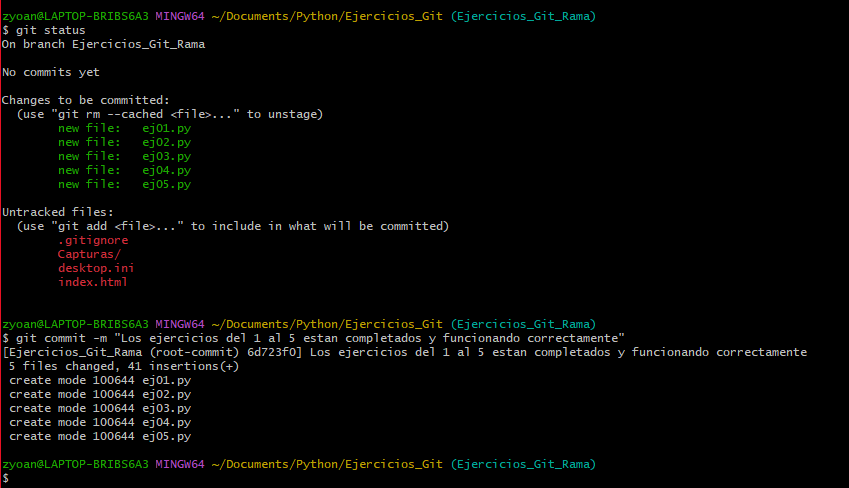 zyoan@LAPTOP-BRIBS6A3 MINGW64 ~/Documents/Python/Ejercicios_Git (Ejercicios_Git_Rama)
$ git status
On branch Ejercicios_Git_Rama
No commits yet
Changes to be committed:
(use "git rm --cached <file>..." to unstage)
new file: ej01.py
new file: ej02.py
new file: ej03.py
new file: ej04.py
new file: ej05.py
Untracked files:
(use "git add <file>..." to include in what will be committed)
.gitignore
Capturas/
desktop.ini
index.html
zyoan@LAPTOP-BRIBS6A3 MINGW64 ~/Documents/Python/Ejercicios_Git (Ejercicios_Git_Rama)
$ git commit -m "Los ejercicios del 1 al 5 estan completados y funcionando correctamente"
[Ejercicios_Git_Rama (root-commit) 6d723f0] Los ejercicios del 1 al 5 estan completados y funcionando correctamente
5 files changed, 41 insertions(+)
create mode 100644 ej01.py
create mode 100644 ej02.py
create mode 100644 ej03.py
create mode 100644 ej04.py
create mode 100644 ej05.py
zyoan@LAPTOP-BRIBS6A3 MINGW64 ~/Documents/Python/Ejercicios_Git (Ejercicios_Git_Rama)
$